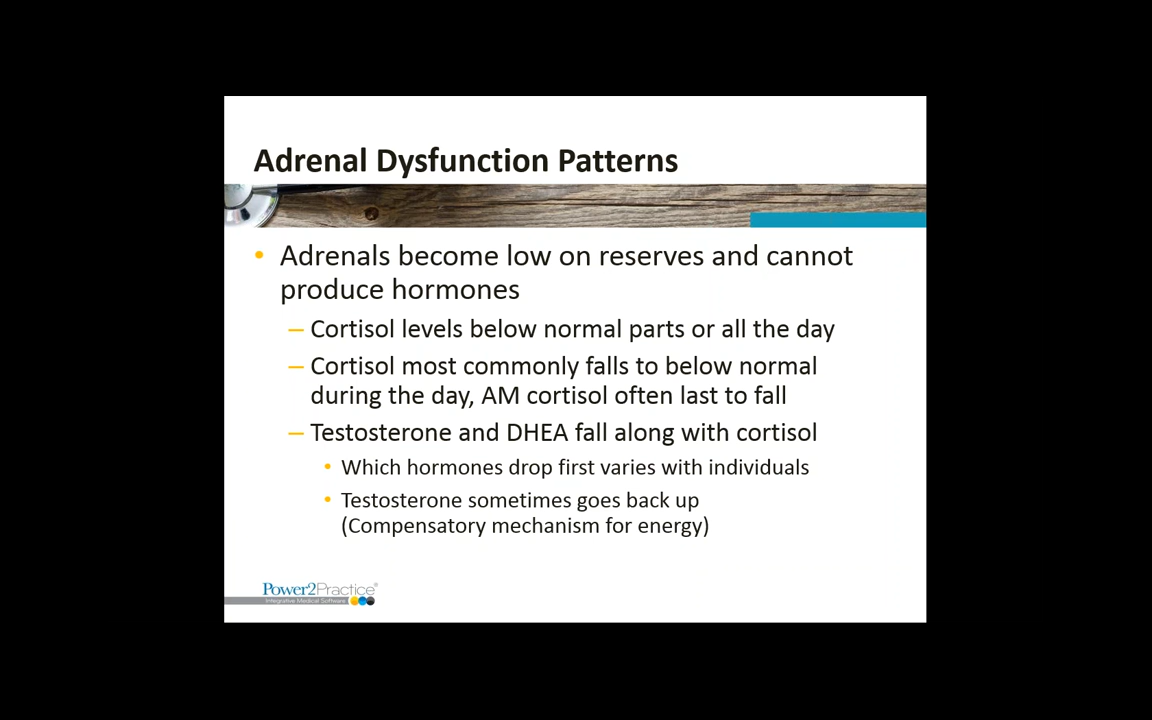 Adrenal Dysfunction Patterns
• Adrenals become low on reserves and cannot
produce hormones
– Cortisol levels below normal parts or all the day
– Cortisol most commonly falls to below normal
during the day, AM cortisol often last to fall
– Testosterone and DHEA fall along with cortisol
• Which hormones drop first varies with individuals
• Testosterone sometimes goes back up
(Compensatory mechanism for energy)
Power2Practice®
Integrative Medical Software